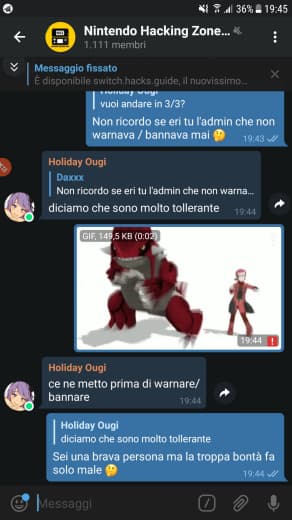 36% 19:45
Nintendo Hacking Zone...
1.111 membri
Messaggio fissato
È disponibile switch.hacks.guide, il nuovissimo...
Holiday Ougi
vuoi andare in 3/3?
Non ricordo se eri tu l'admin che non
warnava / bannava mai 🤔
19:43
Holiday Ougi
Daxxx
Non ricordo se eri tu l'admin che non warna...
diciamo che sono molto tollerante
19:44
GIF, 149,5 KB (0:02)
19:44
Holiday Ougi
ce ne metto prima di warnare/
bannare
19:44
Holiday Ougi
diciamo che sono molto tollerante
Sei una brava persona ma la troppa bontà fa
solo male 🤔
19:44
Messaggi